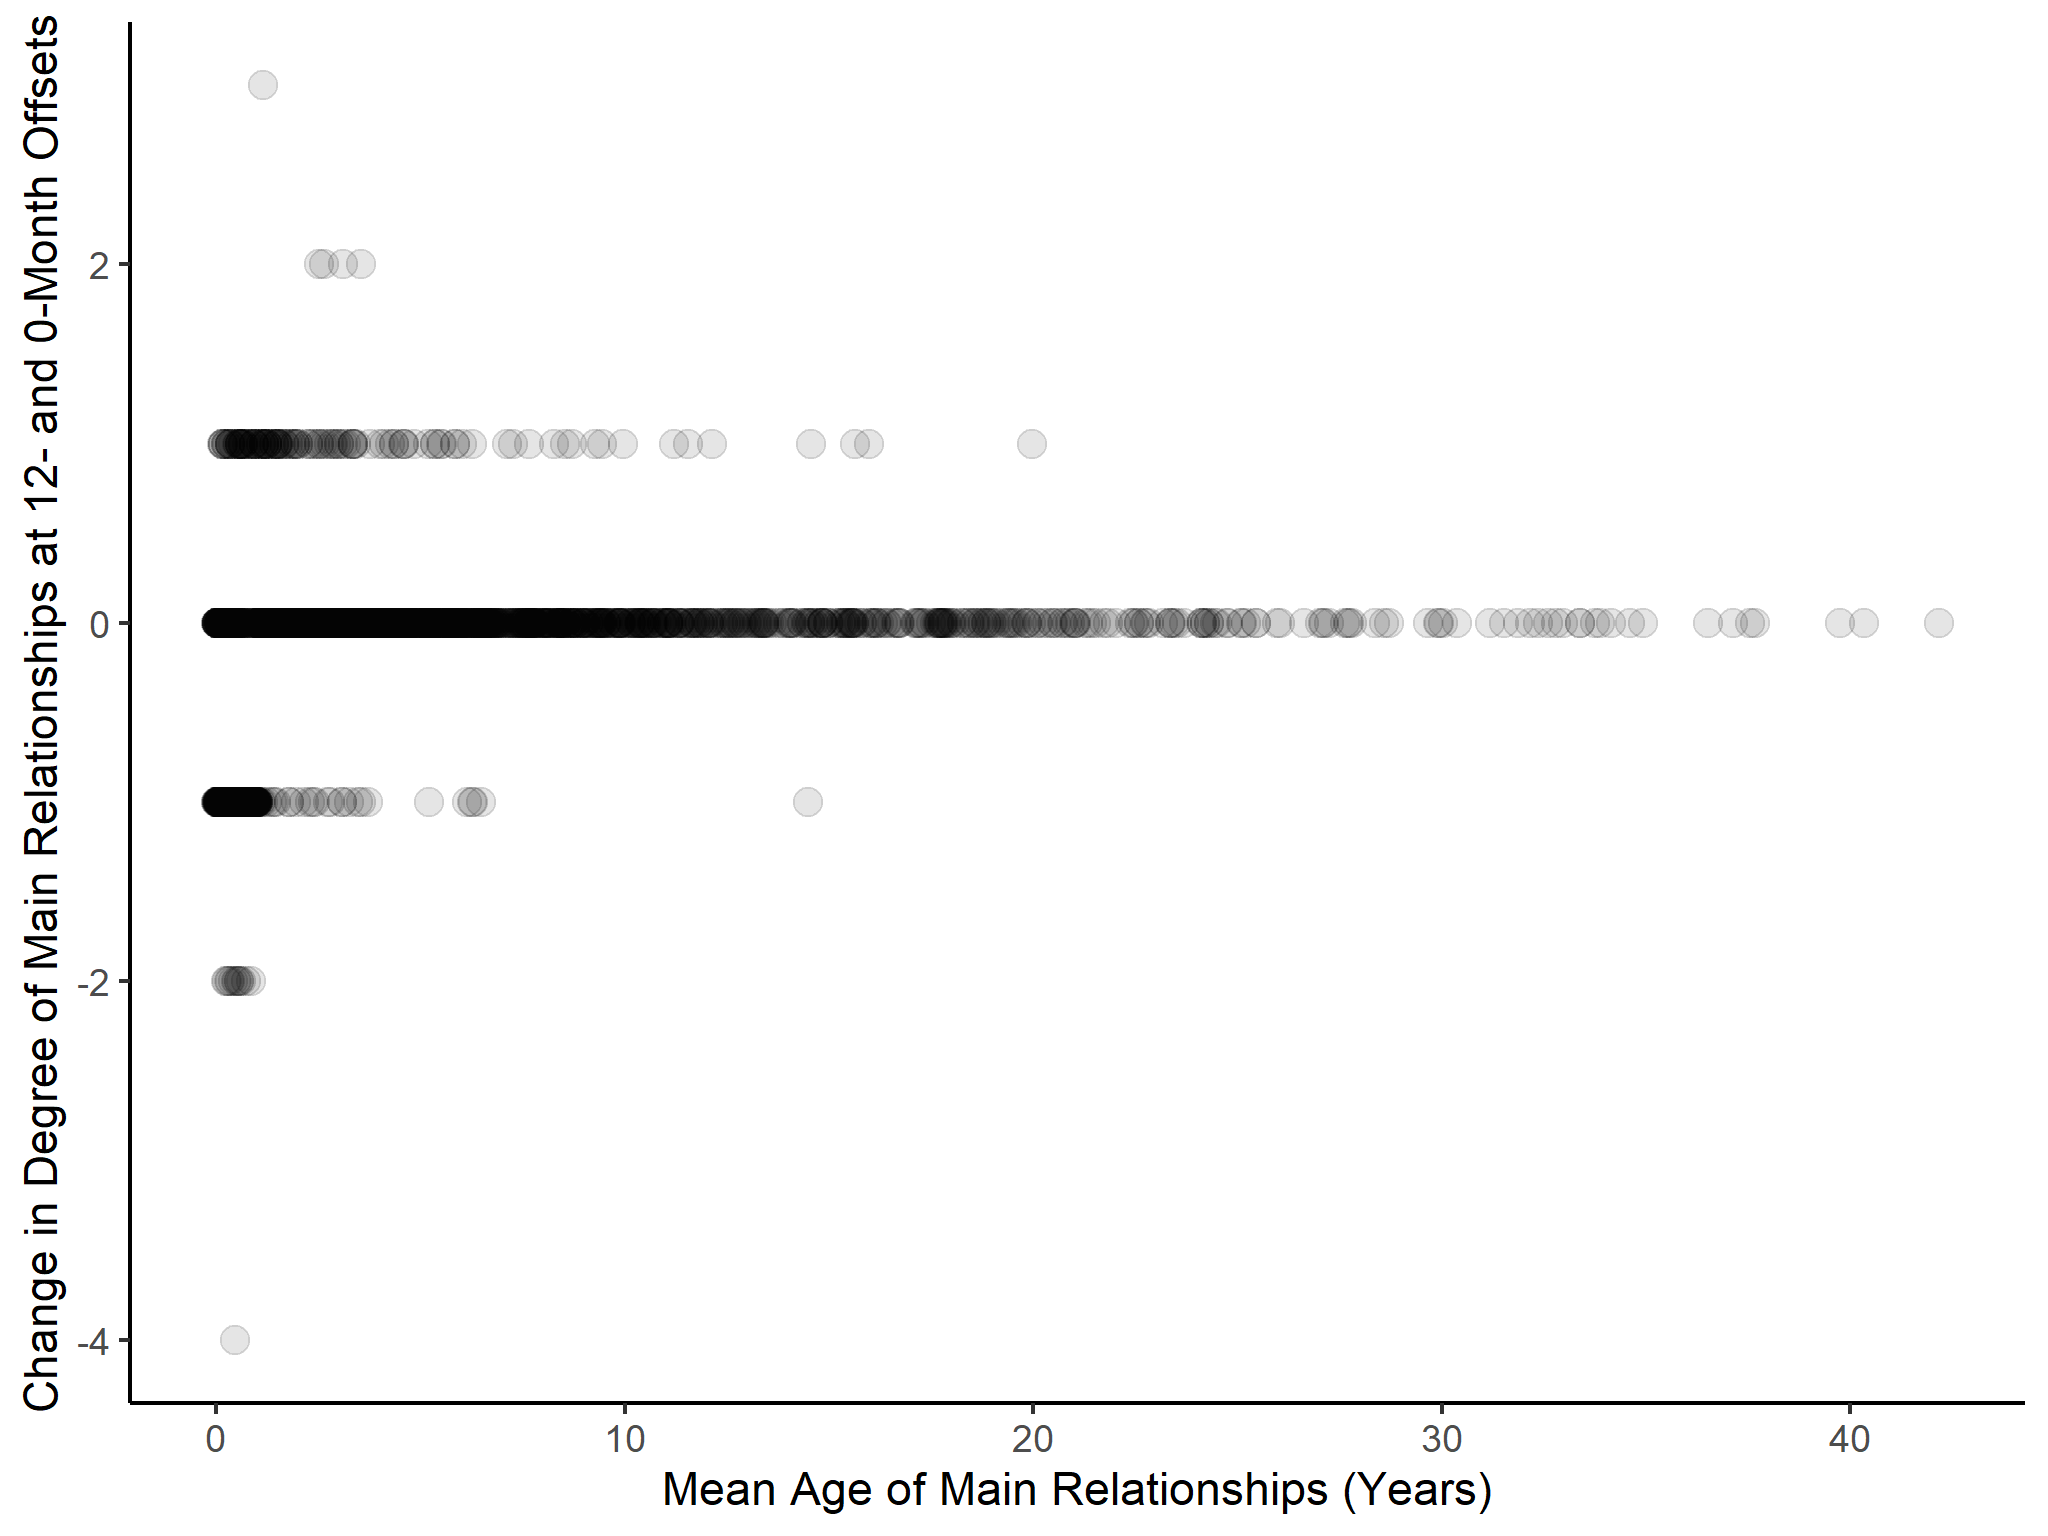 Change in Degree of Main Relationships at 12- and 0-Month Offsets
2
0
-2
-4
0 10 20 30 40
Mean Age of Main Relationships (Years)